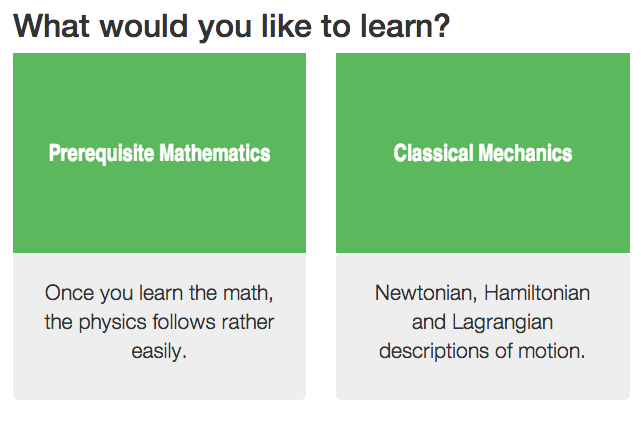 What would you like to learn?
Prerequisite Mathematics
Once you learn the math,
the physics follows rather
easily.
Classical Mechanics
Newtonian, Hamiltonian
and Lagrangian
descriptions of motion.